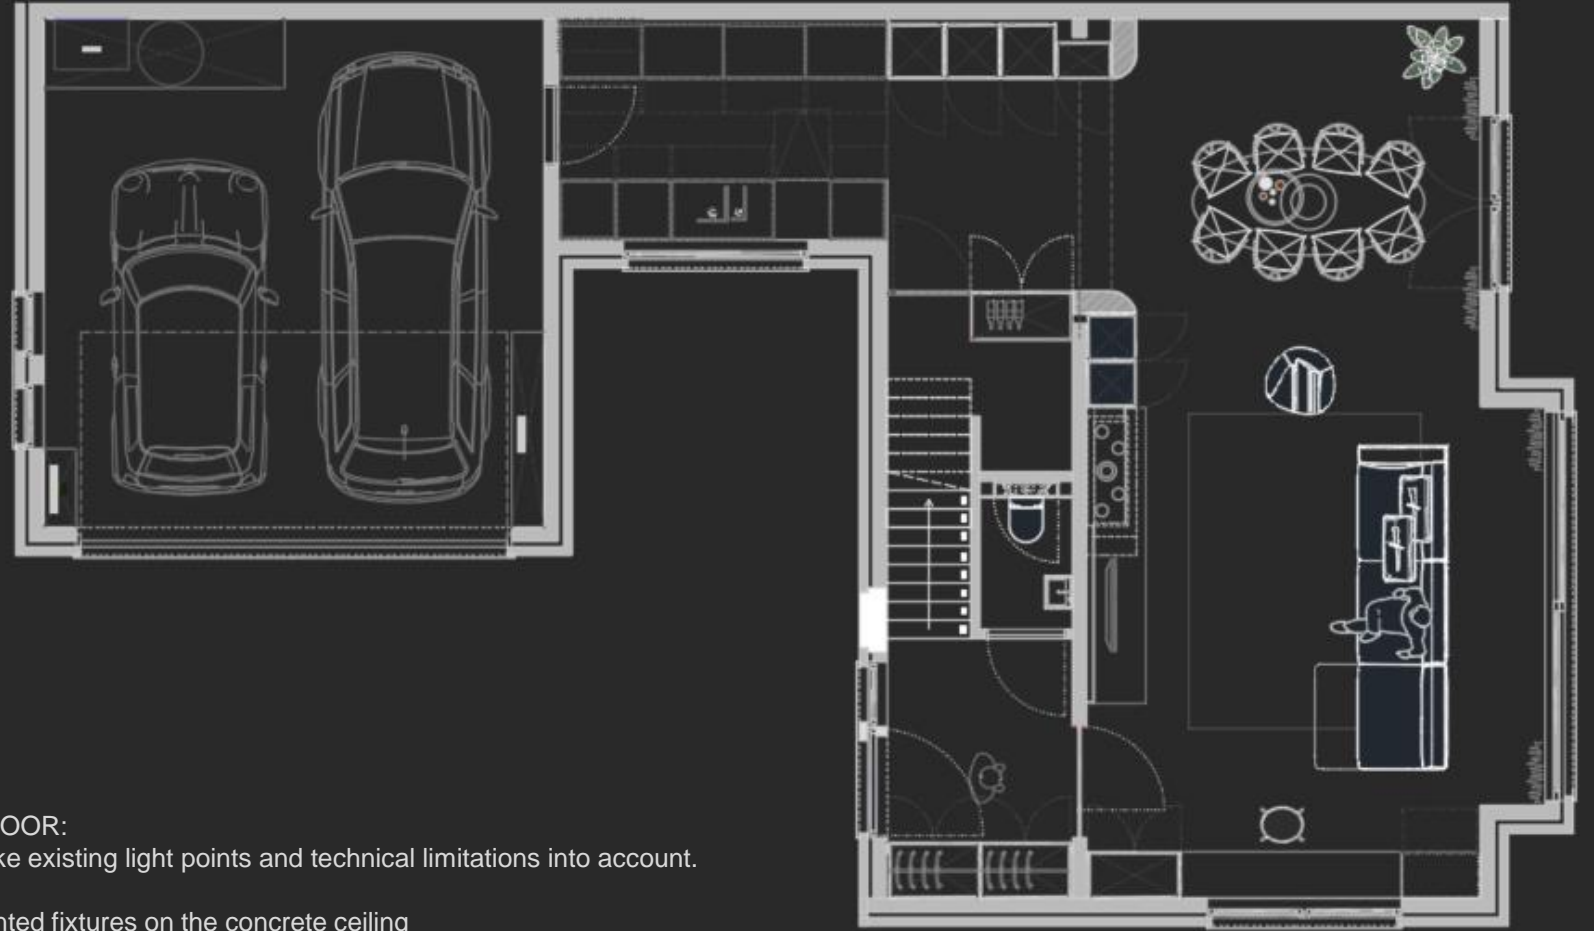 OOR:
ke existing light points and technical limitations into account.
nted fixtures on the concrete ceiling